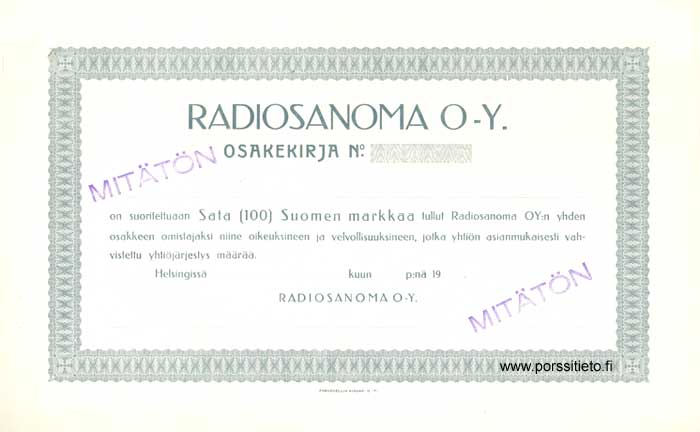 RADIOSANOMA O-Y.
OSAKEKIRJA No:
MITÄTÖN
on suoritettuaan Sata (100) Suomen markkaa tullut Radiosanoma OY:n yhden
osakkeen omistajaksi niine oikeuksineen ja velvollisuuksineen, jotka yhtiön asianmukaisesti vah-
vistettu yhtiöjärjestys määrää.
Helsingissä kuun p:nä 19
RADIOSANOMA O-Y.
MITÄTÖN
www.porssitieto.fi